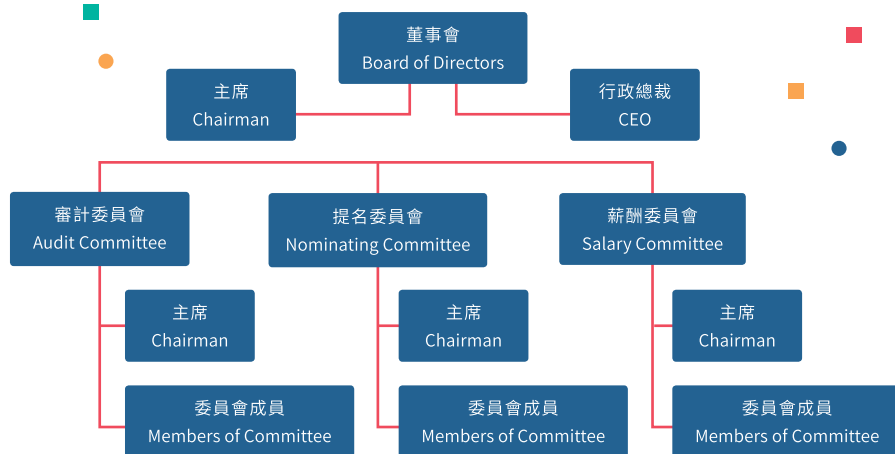 董事會
Board of Directors
主席
Chairman
行政總裁
CEO
審計委員會
Audit Committee
提名委員會
Nominating Committee
薪酬委員會
Salary Committee
主席
Chairman
主席
Chairman
主席
Chairman
委員會成員
Members of Committee
委員會成員
Members of Committee
委員會成員
Members of Committee